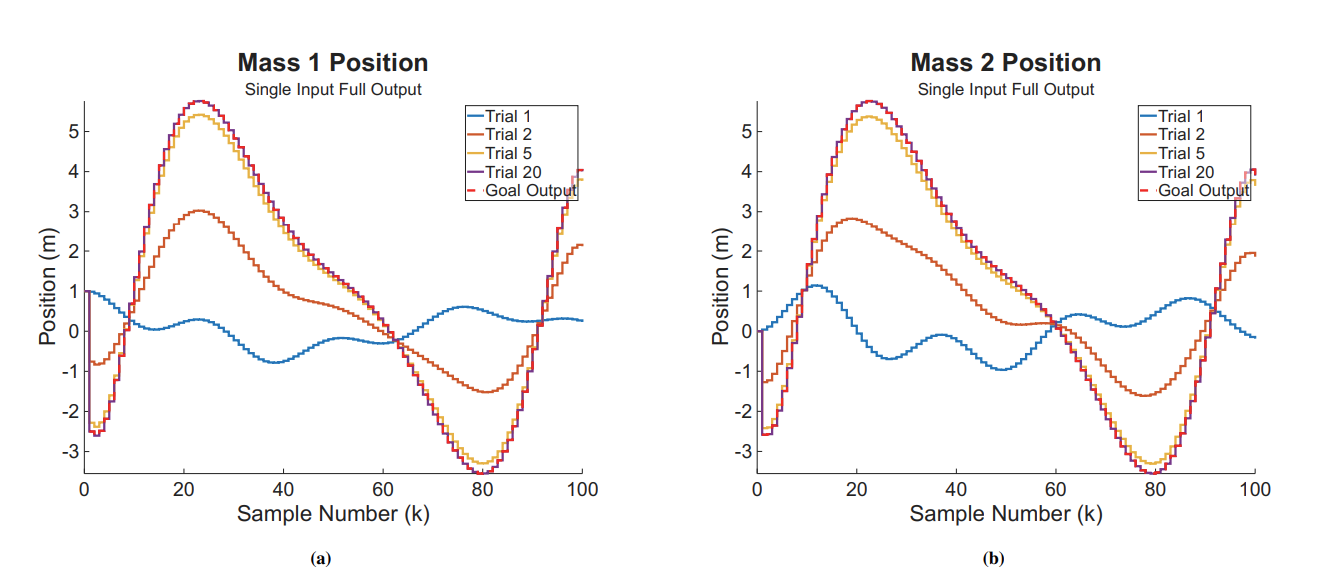 Mass 1 Position
Single Input Full Output
Trial 1
Trial 2
Trial 5
Trial 20
Goal Output
Position (m)
5
4
3
2
1
0
-1
-2
-3
0 20 40 60 80 100
Sample Number (k)
(a)
Mass 2 Position
Single Input Full Output
Trial 1
Trial 2
Trial 5
Trial 20
Goal Output
Position (m)
5
4
3
2
1
0
-1
-2
-3
0 20 40 60 80 100
Sample Number (k)
(b)